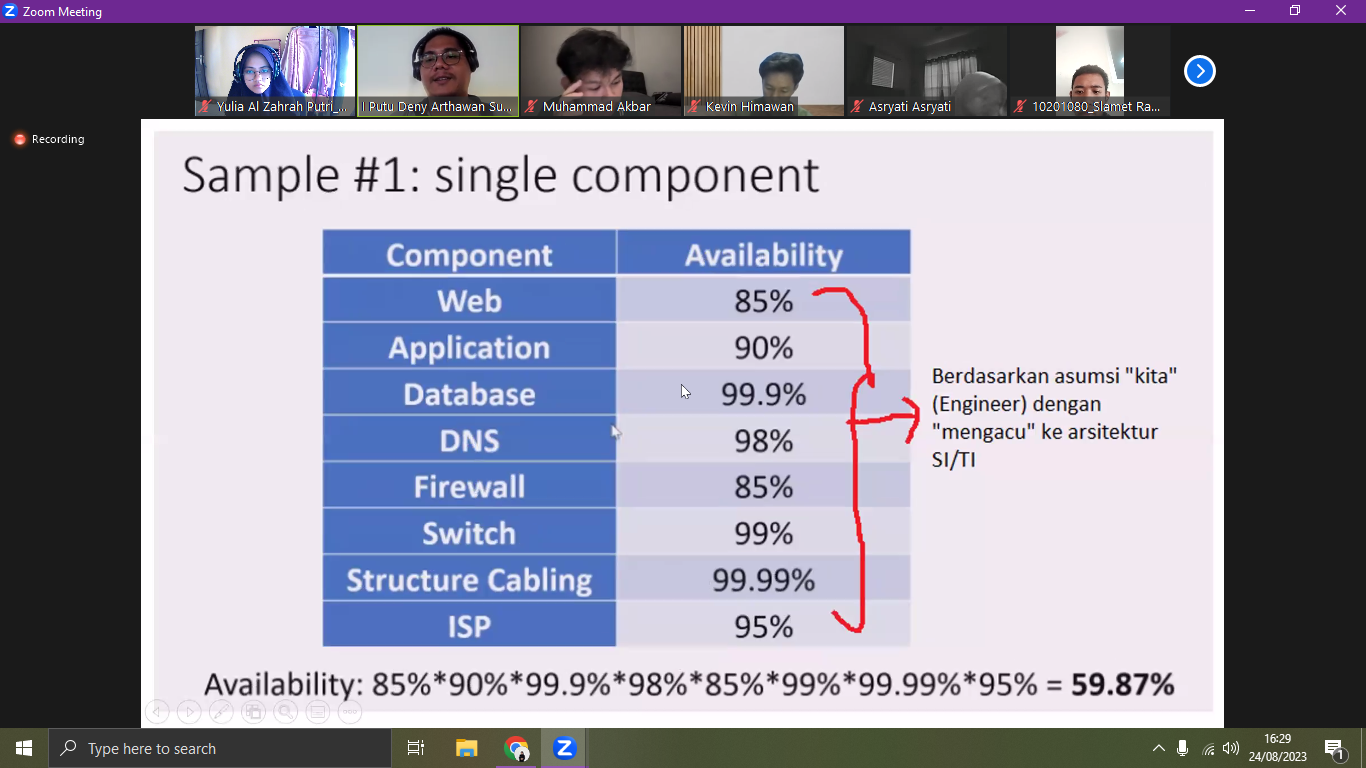 Zoom Meeting
Yulia Al Zahrah Putri_...
I Putu Deny Arthawan Su...
Muhammad Akbar
Kevin Himawan
Asryati Asryati
10201080_Slamet Ra...
Recording
Sample #1: single component
Component Availability
Web 85%
Application 90%
Database 99.9%
DNS 98%
Firewall 85%
Switch 99%
Structure Cabling 99.99%
ISP 95%
Berdasarkan asumsi "kita"
(Engineer) dengan
"mengacu" ke arsitektur
SI/TI
Availability: 85%*90%*99.9%*98%*85%*99%*99.99%*95% = 59.87%
Type here to search
16:29
24/08/2023
1